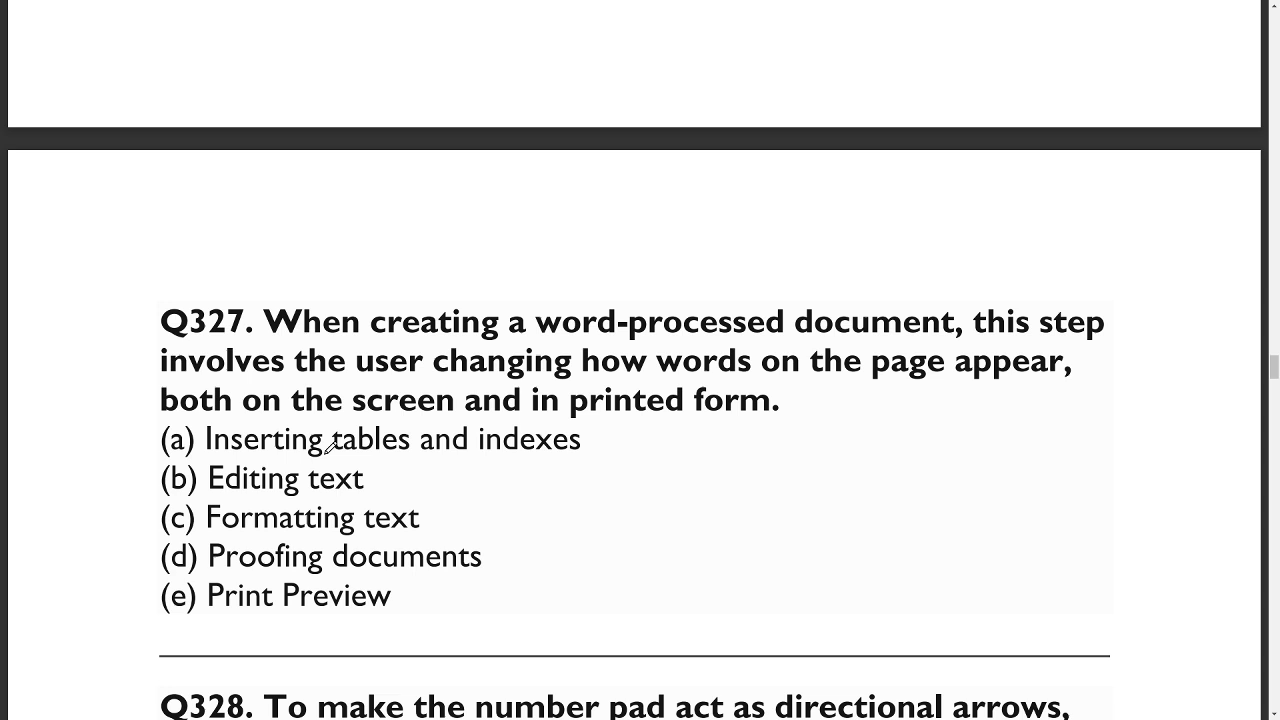 Q327. When creating a word-processed document, this step
involves the user changing how words on the page appear,
both on the screen and in printed form.
(a) Inserting tables and indexes
(b) Editing text
(c) Formatting text
(d) Proofing documents
(e) Print Preview
Q328. To make the number pad act as directional arrows,